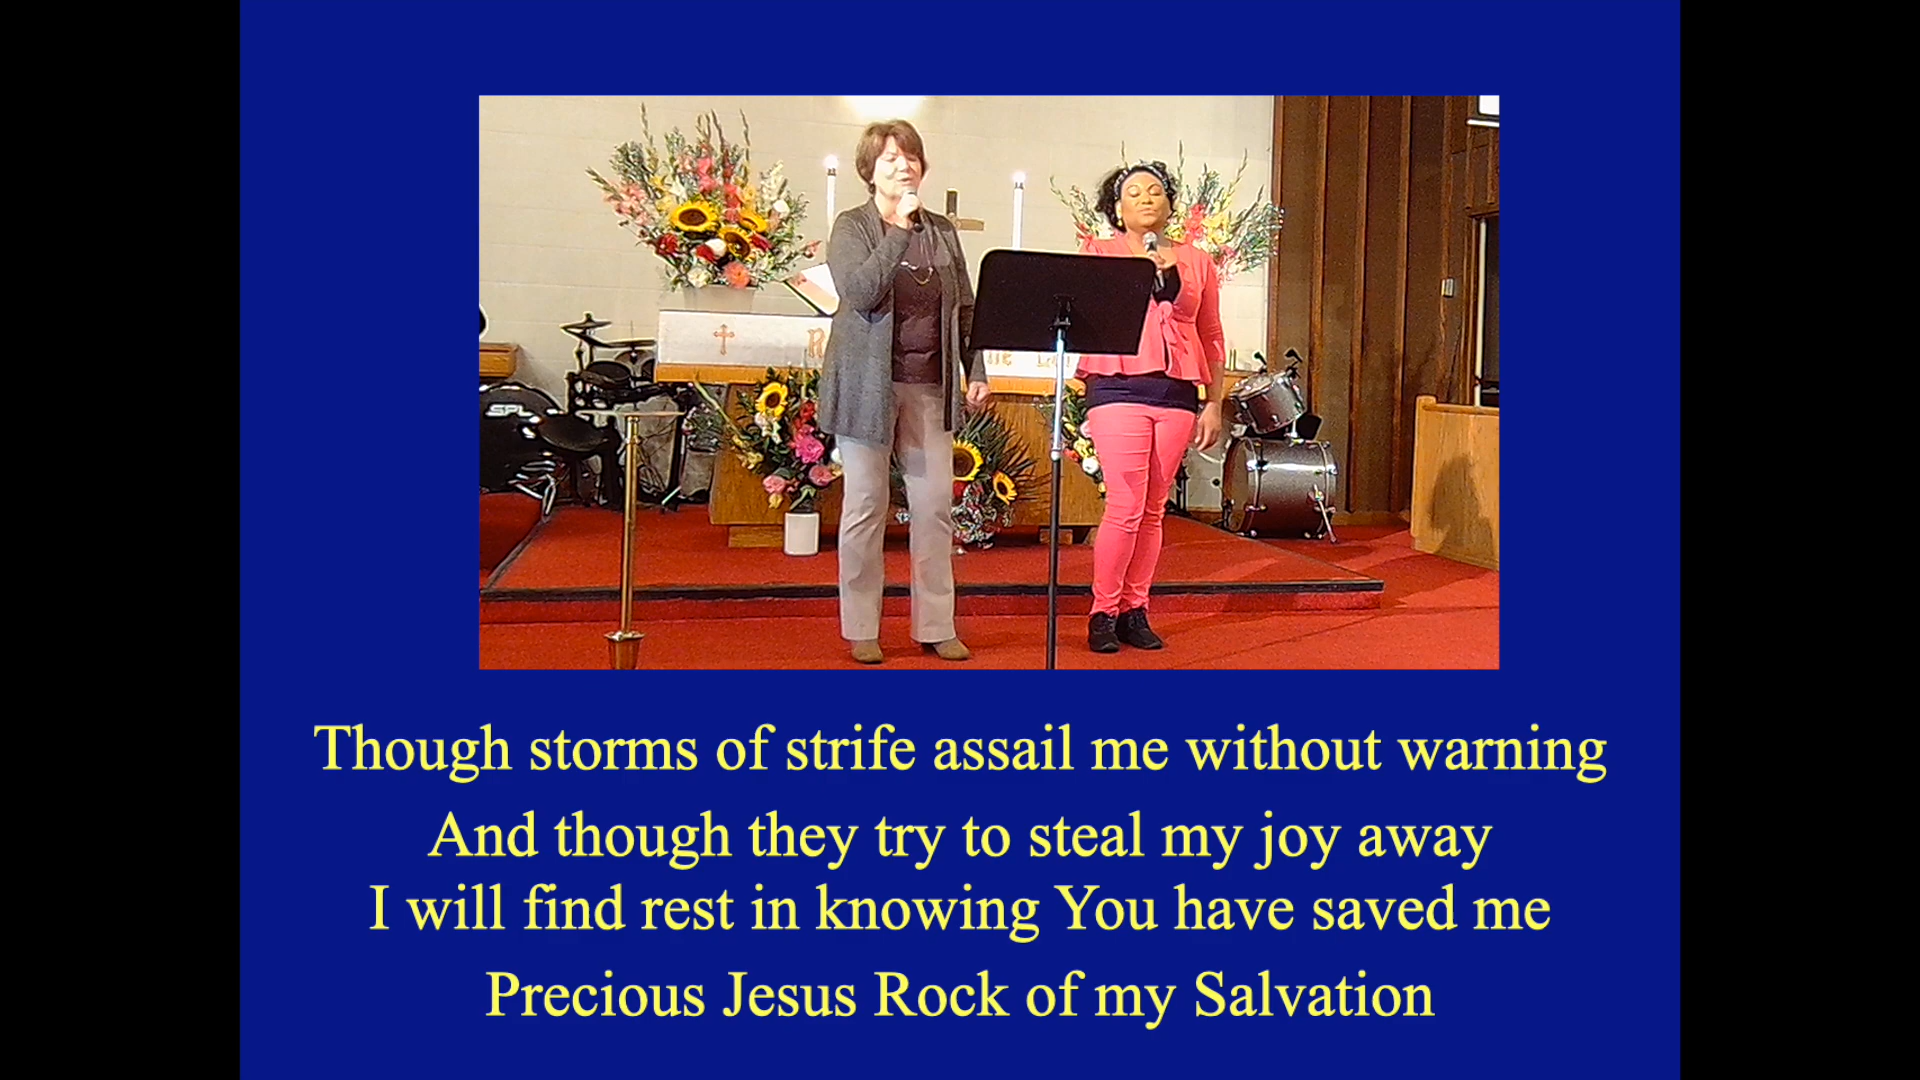 SPL
Though storms of strife assail me without warning
And though they try to steal my joy away
I will find rest in knowing You have saved me
Precious Jesus Rock of my Salvation